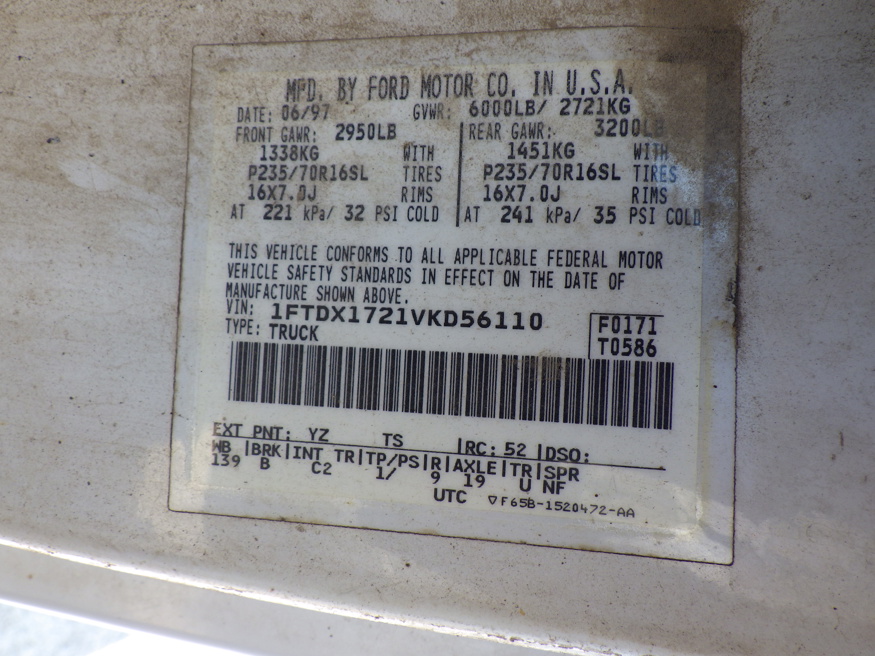 MFD. BY FORD MOTOR CO. IN U.S.A.
DATE: 06/97 GVWR: 6000LB/ 2721KG
FRONT GAWR: 2950LB REAR GAWR: 3200LB
1338KG WITH 1451KG WITH
P235/70R16SL TIRES P235/70R16SL TIRES
16X7.0J RIMS 16X7.0J RIMS
AT 221 kPa/ 32 PSI COLD AT 241 kPa/ 35 PSI COLD
THIS VEHICLE CONFORMS TO ALL APPLICABLE FEDERAL MOTOR
VEHICLE SAFETY STANDARDS IN EFFECT ON THE DATE OF
MANUFACTURE SHOWN ABOVE.
VIN: 1FTDX1721VKD56110 F0171
TYPE: TRUCK T0586
EXT PNT: YZ TS RC: 52 DSO:
WB BRK INT TR TP/PS R AXLE TR SPR
139 B C2 1/ 9 19 U NF
UTC ▽F65B-1520472-AA